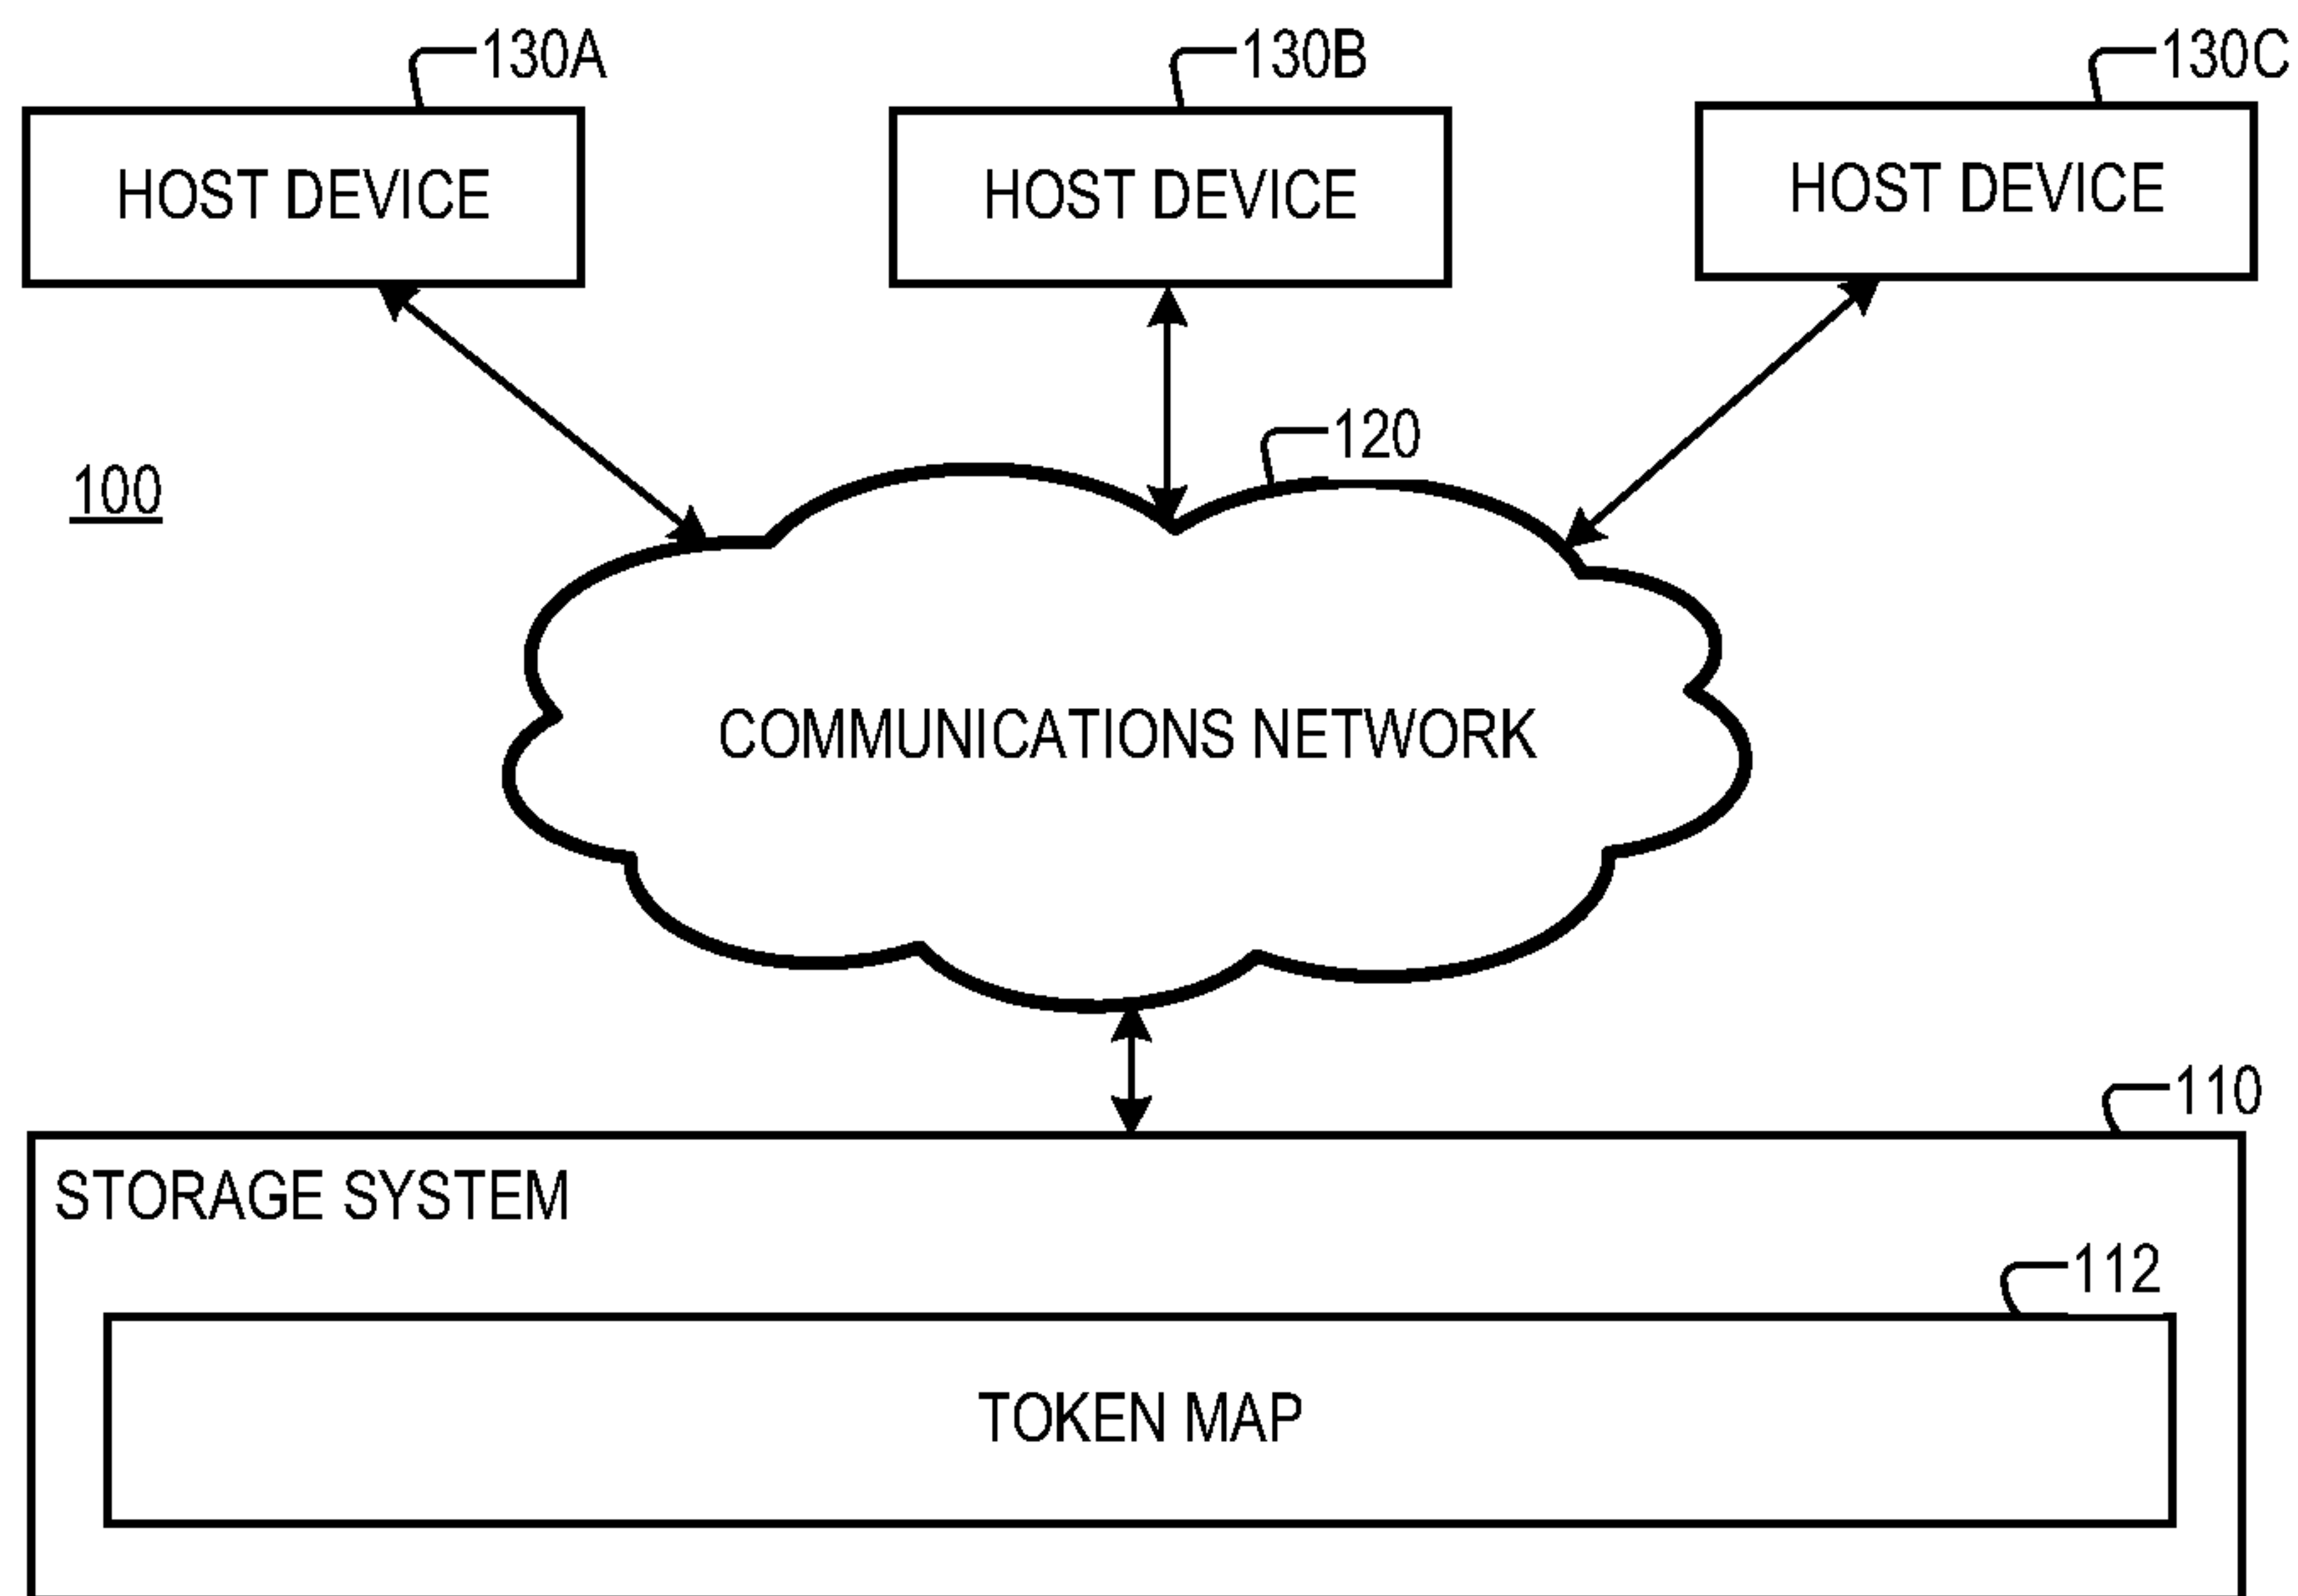 130A
130B
130C
HOST DEVICE
HOST DEVICE
HOST DEVICE
120
100
COMMUNICATIONS NETWORK
110
STORAGE SYSTEM
112
TOKEN MAP